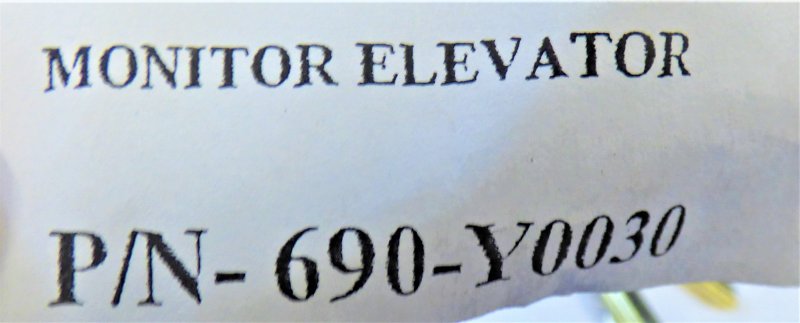 MONITOR ELEVATOR
P/N- 690-Y0030